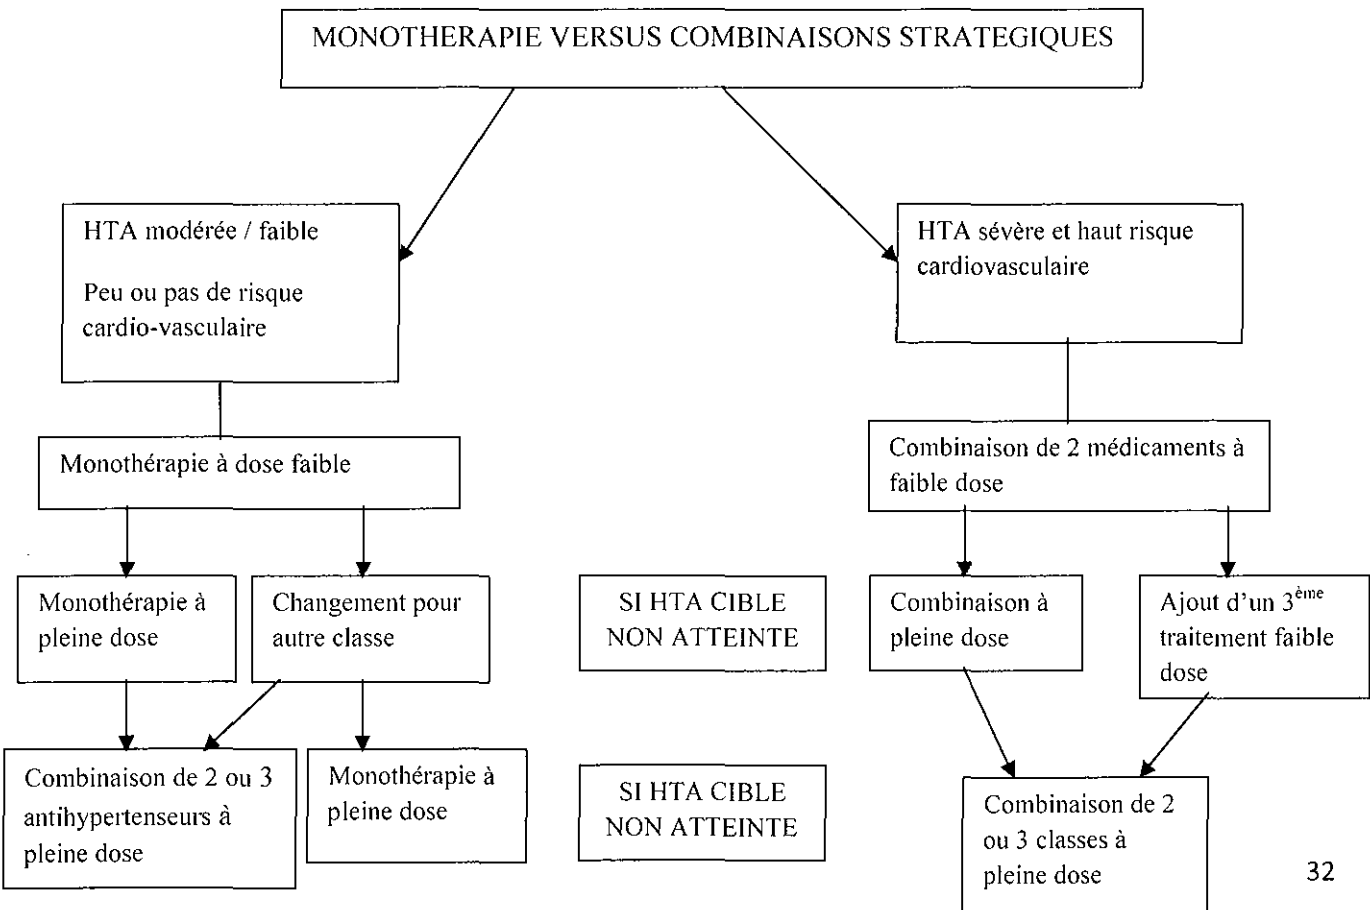 MONOTHERAPIE VERSUS COMBINAISONS STRATEGIQUES
HTA modérée / faible
Peu ou pas de risque
cardio-vasculaire
HTA sévère et haut risque
cardiovasculaire
Monothérapie à dose faible
Combinaison de 2 médicaments à
faible dose
Monothérapie à
pleine dose
Changement pour
autre classe
SI HTA CIBLE
NON ATTEINTE
Combinaison à
pleine dose
Ajout d'un 3ème
traitement faible
dose
Combinaison de 2 ou 3
antihypertenseurs à
pleine dose
Monothérapie à
pleine dose
SI HTA CIBLE
NON ATTEINTE
Combinaison de 2
ou 3 classes à
pleine dose
32